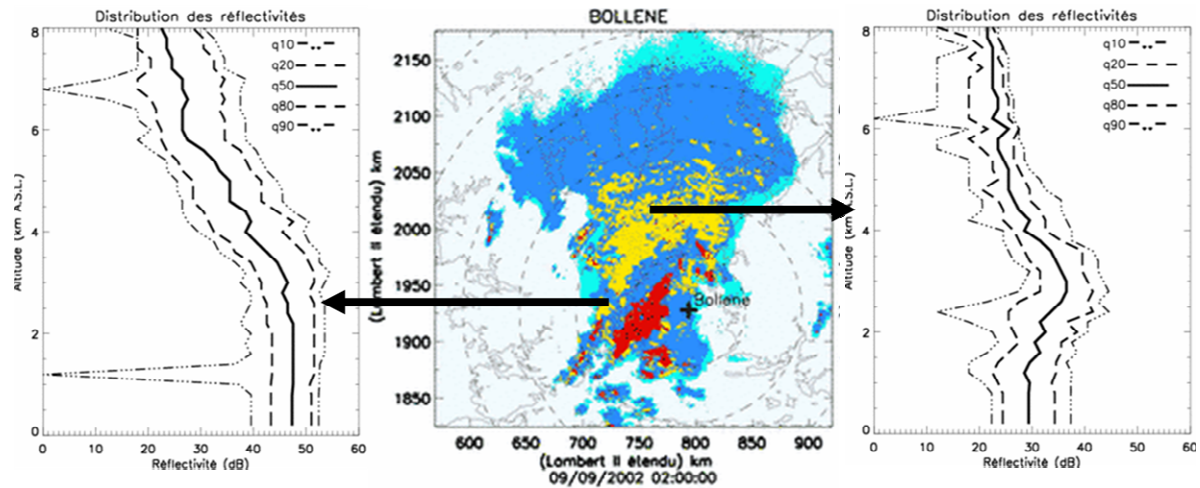 Distribution des réflectivités
8
6
4
2
0
Altitude (km A.S.L.)
q10
q20
q50
q80
q90
0 10 20 30 40 50 60
Réflectivité (dB)
BOLLENE
2150
2100
2050
2000
1950
1900
1850
(Lambert II étendu) km
Bollene
600 650 700 750 800 850 900
(Lambert II étendu) km
09/09/2002 02:00:00
Distribution des réflectivités
8
6
4
2
0
Altitude (km A.S.L.)
q10
q20
q50
q80
q90
0 10 20 30 40 50 60
Réflectivité (dB)